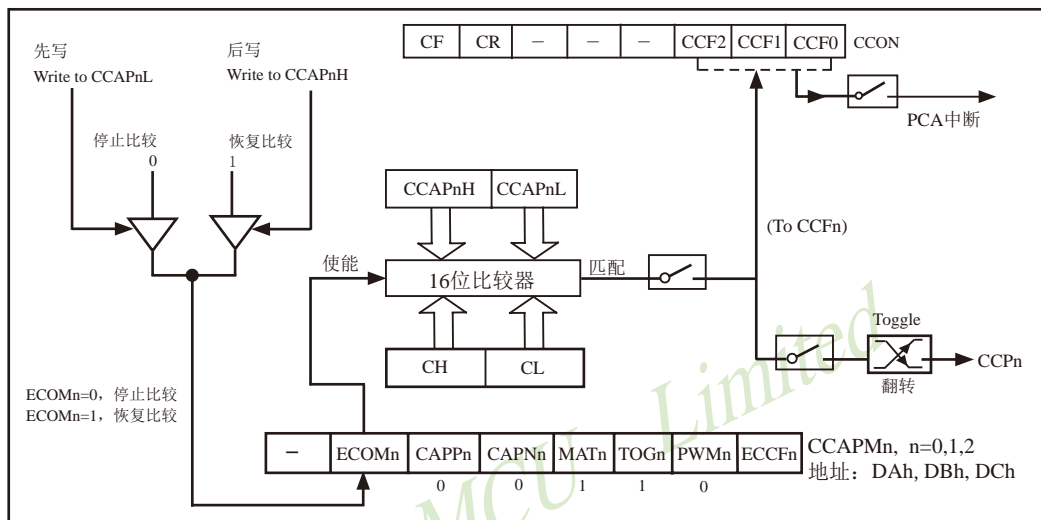 CF CR － － － CCF2 CCF1 CCF0 CCON
先写
Write to CCAPnL
后写
Write to CCAPnH
PCA中断
停止比较
0
恢复比较
1
CCAPnH CCAPnL
(To CCFn)
使能
16位比较器
匹配
CH CL
Toggle
CCPn
翻转
ECOMn=0，停止比较
ECOMn=1，恢复比较
－ ECOMn CAPPn CAPNn MATn TOGn PWMn ECCFn
0 0 1 1 0
CCAPMn, n=0,1,2
地址：DAh, DBh, DCh
MCU Limited